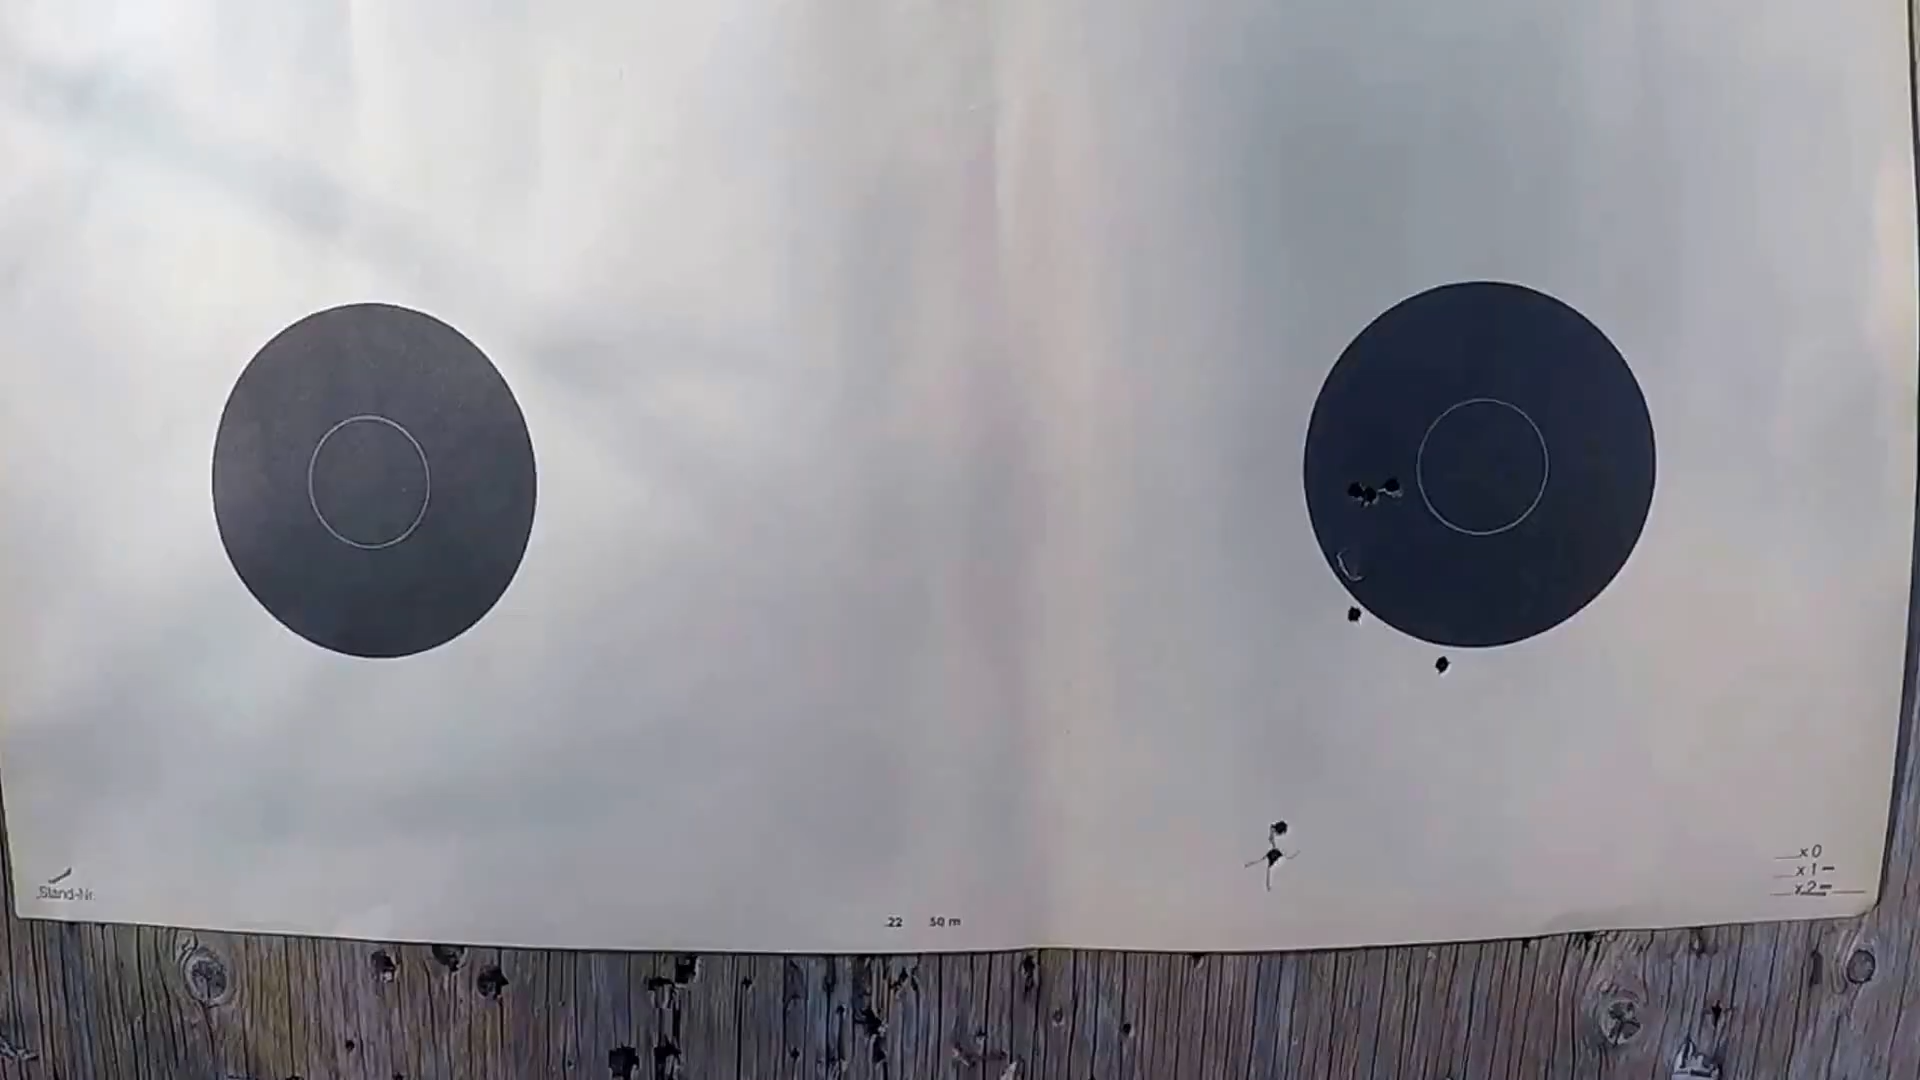 Stand-Nr.
.22 50 m
x 0
x 1 =
x 2 =